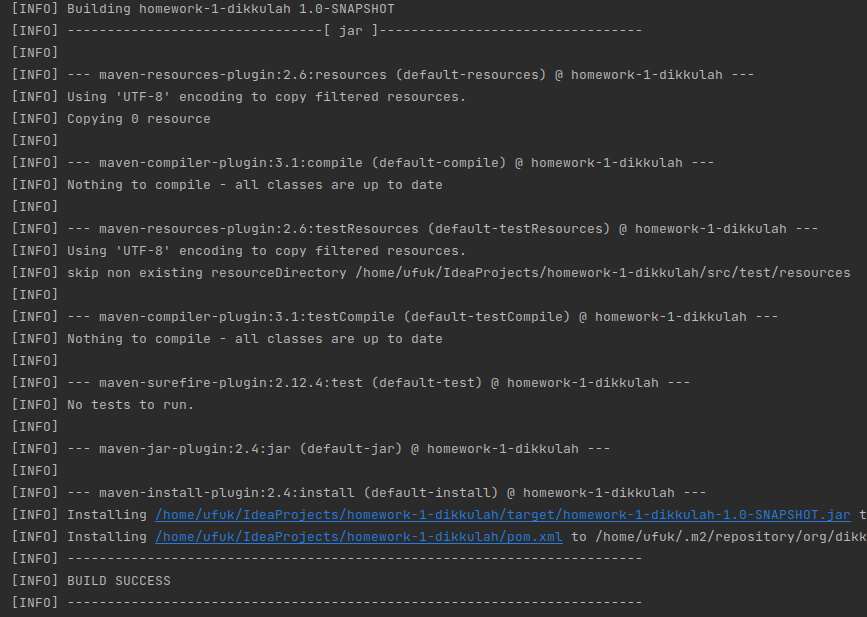 [INFO] Building homework-1-dikkulah 1.0-SNAPSHOT
[INFO] --------------------------------[ jar ]---------------------------------
[INFO]
[INFO] --- maven-resources-plugin:2.6:resources (default-resources) @ homework-1-dikkulah ---
[INFO] Using 'UTF-8' encoding to copy filtered resources.
[INFO] Copying 0 resource
[INFO]
[INFO] --- maven-compiler-plugin:3.1:compile (default-compile) @ homework-1-dikkulah ---
[INFO] Nothing to compile - all classes are up to date
[INFO]
[INFO] --- maven-resources-plugin:2.6:testResources (default-testResources) @ homework-1-dikkulah ---
[INFO] Using 'UTF-8' encoding to copy filtered resources.
[INFO] skip non existing resourceDirectory /home/ufuk/IdeaProjects/homework-1-dikkulah/src/test/resources
[INFO]
[INFO] --- maven-compiler-plugin:3.1:testCompile (default-testCompile) @ homework-1-dikkulah ---
[INFO] Nothing to compile - all classes are up to date
[INFO]
[INFO] --- maven-surefire-plugin:2.12.4:test (default-test) @ homework-1-dikkulah ---
[INFO] No tests to run.
[INFO]
[INFO] --- maven-jar-plugin:2.4:jar (default-jar) @ homework-1-dikkulah ---
[INFO]
[INFO] --- maven-install-plugin:2.4:install (default-install) @ homework-1-dikkulah ---
[INFO] Installing /home/ufuk/IdeaProjects/homework-1-dikkulah/target/homework-1-dikkulah-1.0-SNAPSHOT.jar t
[INFO] Installing /home/ufuk/IdeaProjects/homework-1-dikkulah/pom.xml to /home/ufuk/.m2/repository/org/dikk
[INFO] ------------------------------------------------------------------------
[INFO] BUILD SUCCESS
[INFO] ------------------------------------------------------------------------